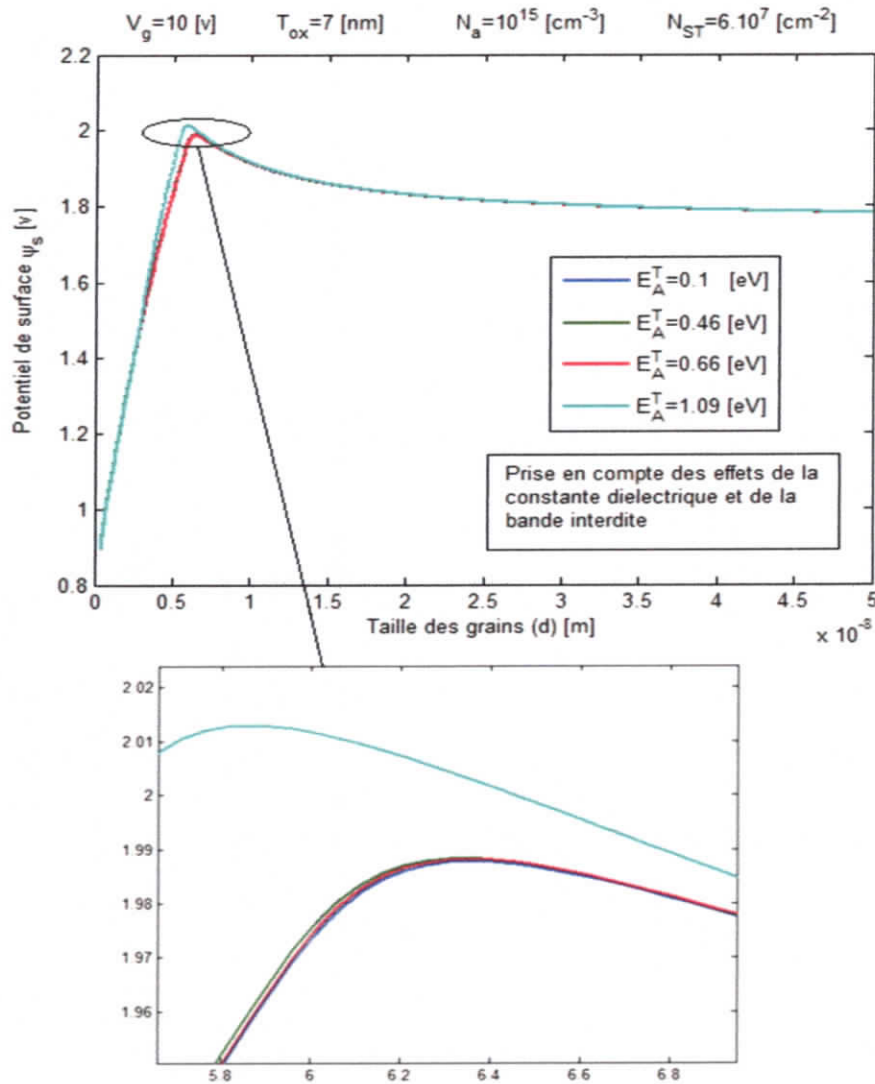 V_g=10 [v] T_ox=7 [nm] N_a=10^15 [cm^-3] N_ST=6.10^7 [cm^-2]
2.2
2
1.8
1.6
1.4
1.2
1
0.8
Potentiel de surface ψ_s [v]
E_A^T=0.1 [eV]
E_A^T=0.46 [eV]
E_A^T=0.66 [eV]
E_A^T=1.09 [eV]
Prise en compte des effets de la
constante dielectrique et de la
bande interdite
0 0.5 1 1.5 2 2.5 3 3.5 4 4.5 5
Taille des grains (d) [m]
x 10^-8
2 02
2 01
2
1 99
1 98
1 97
1 96
5 8 6 6 2 6 4 6 6 6 8